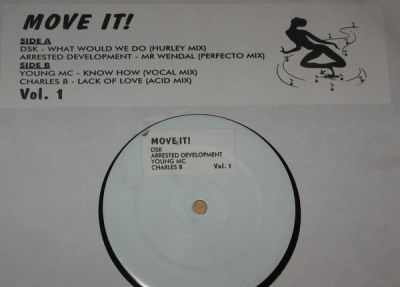 MOVE IT!
SIDE A
DSK - WHAT WOULD WE DO (HURLEY MIX)
ARRESTED DEVELOPMENT - MR WENDAL (PERFECTO MIX)
SIDE B
YOUNG MC - KNOW HOW (VOCAL MIX)
CHARLES B - LACK OF LOVE (ACID MIX)
Vol. 1
MOVE IT!
DSK
ARRESTED DEVELOPMENT
YOUNG MC
CHARLES B Vol. 1